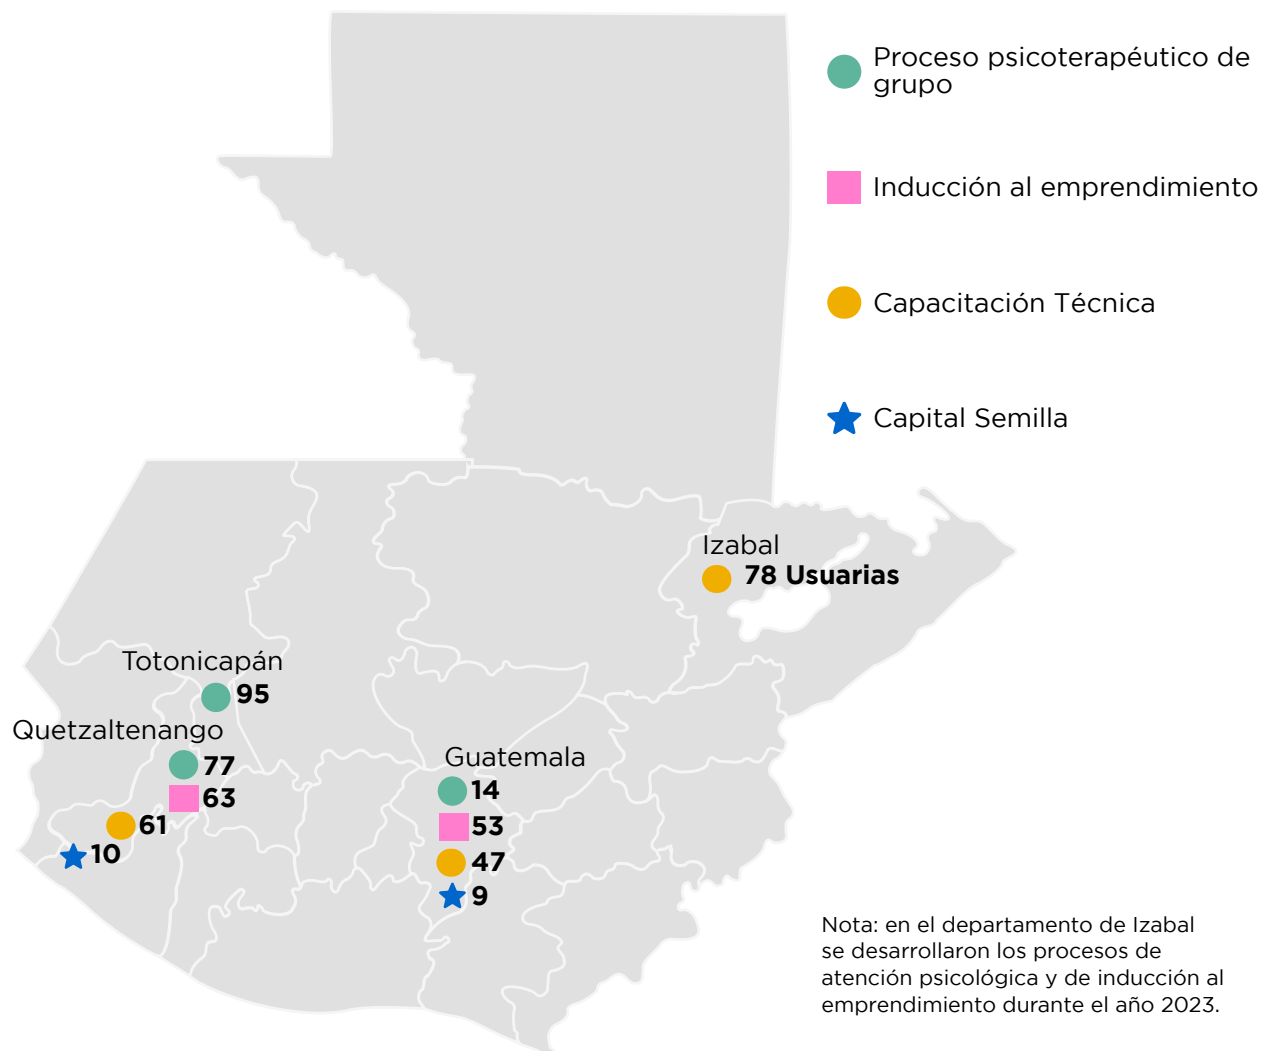 Proceso psicoterapéutico de
grupo
Inducción al emprendimiento
Capacitación Técnica
Capital Semilla
Izabal
78 Usuarias
Totonicapán
95
Quetzaltenango
77
63
61
10
Guatemala
14
53
47
9
Nota: en el departamento de Izabal
se desarrollaron los procesos de
atención psicológica y de inducción al
emprendimiento durante el año 2023.